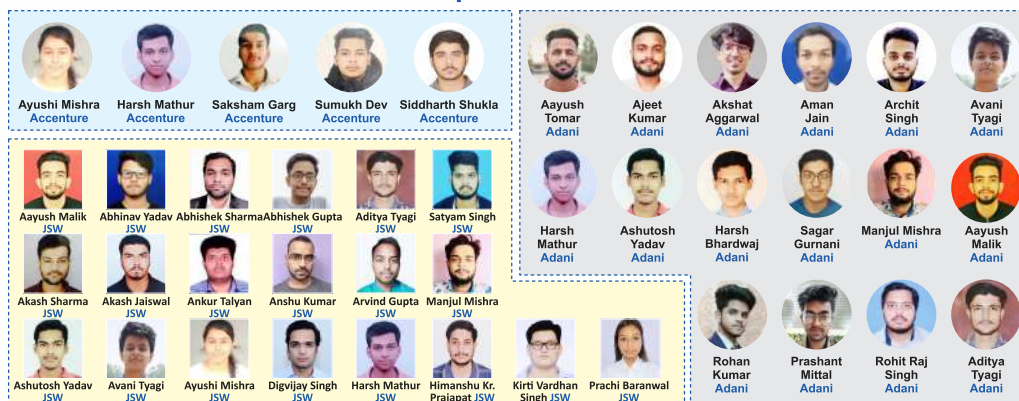 Ayushi Mishra Harsh Mathur Saksham Garg Sumukh Dev Siddharth Shukla
Accenture Accenture Accenture Accenture Accenture
Aayush Malik Abhinav Yadav Abhishek Sharma Abhishek Gupta Aditya Tyagi Satyam Singh
JSW JSW JSW JSW JSW JSW
Akash Sharma Akash Jaiswal Ankur Talyan Anshu Kumar Arvind Gupta Manjul Mishra
JSW JSW JSW JSW JSW JSW
Ashutosh Yadav Avani Tyagi Ayushi Mishra Digvijay Singh Harsh Mathur Himanshu Kr. Kirti Vardhan Prachi Baranwal
JSW JSW JSW JSW JSW Prajapat JSW Singh JSW JSW
Aayush Ajeet Akshat Aman Archit Avani
Tomar Kumar Aggarwal Jain Singh Tyagi
Adani Adani Adani Adani Adani Adani
Harsh Ashutosh Harsh Sagar Manjul Mishra Aayush
Mathur Yadav Bhardwaj Gurnani Adani Malik
Adani Adani Adani Adani Adani
Rohan Prashant Rohit Raj Aditya
Kumar Mittal Singh Tyagi
Adani Adani Adani Adani